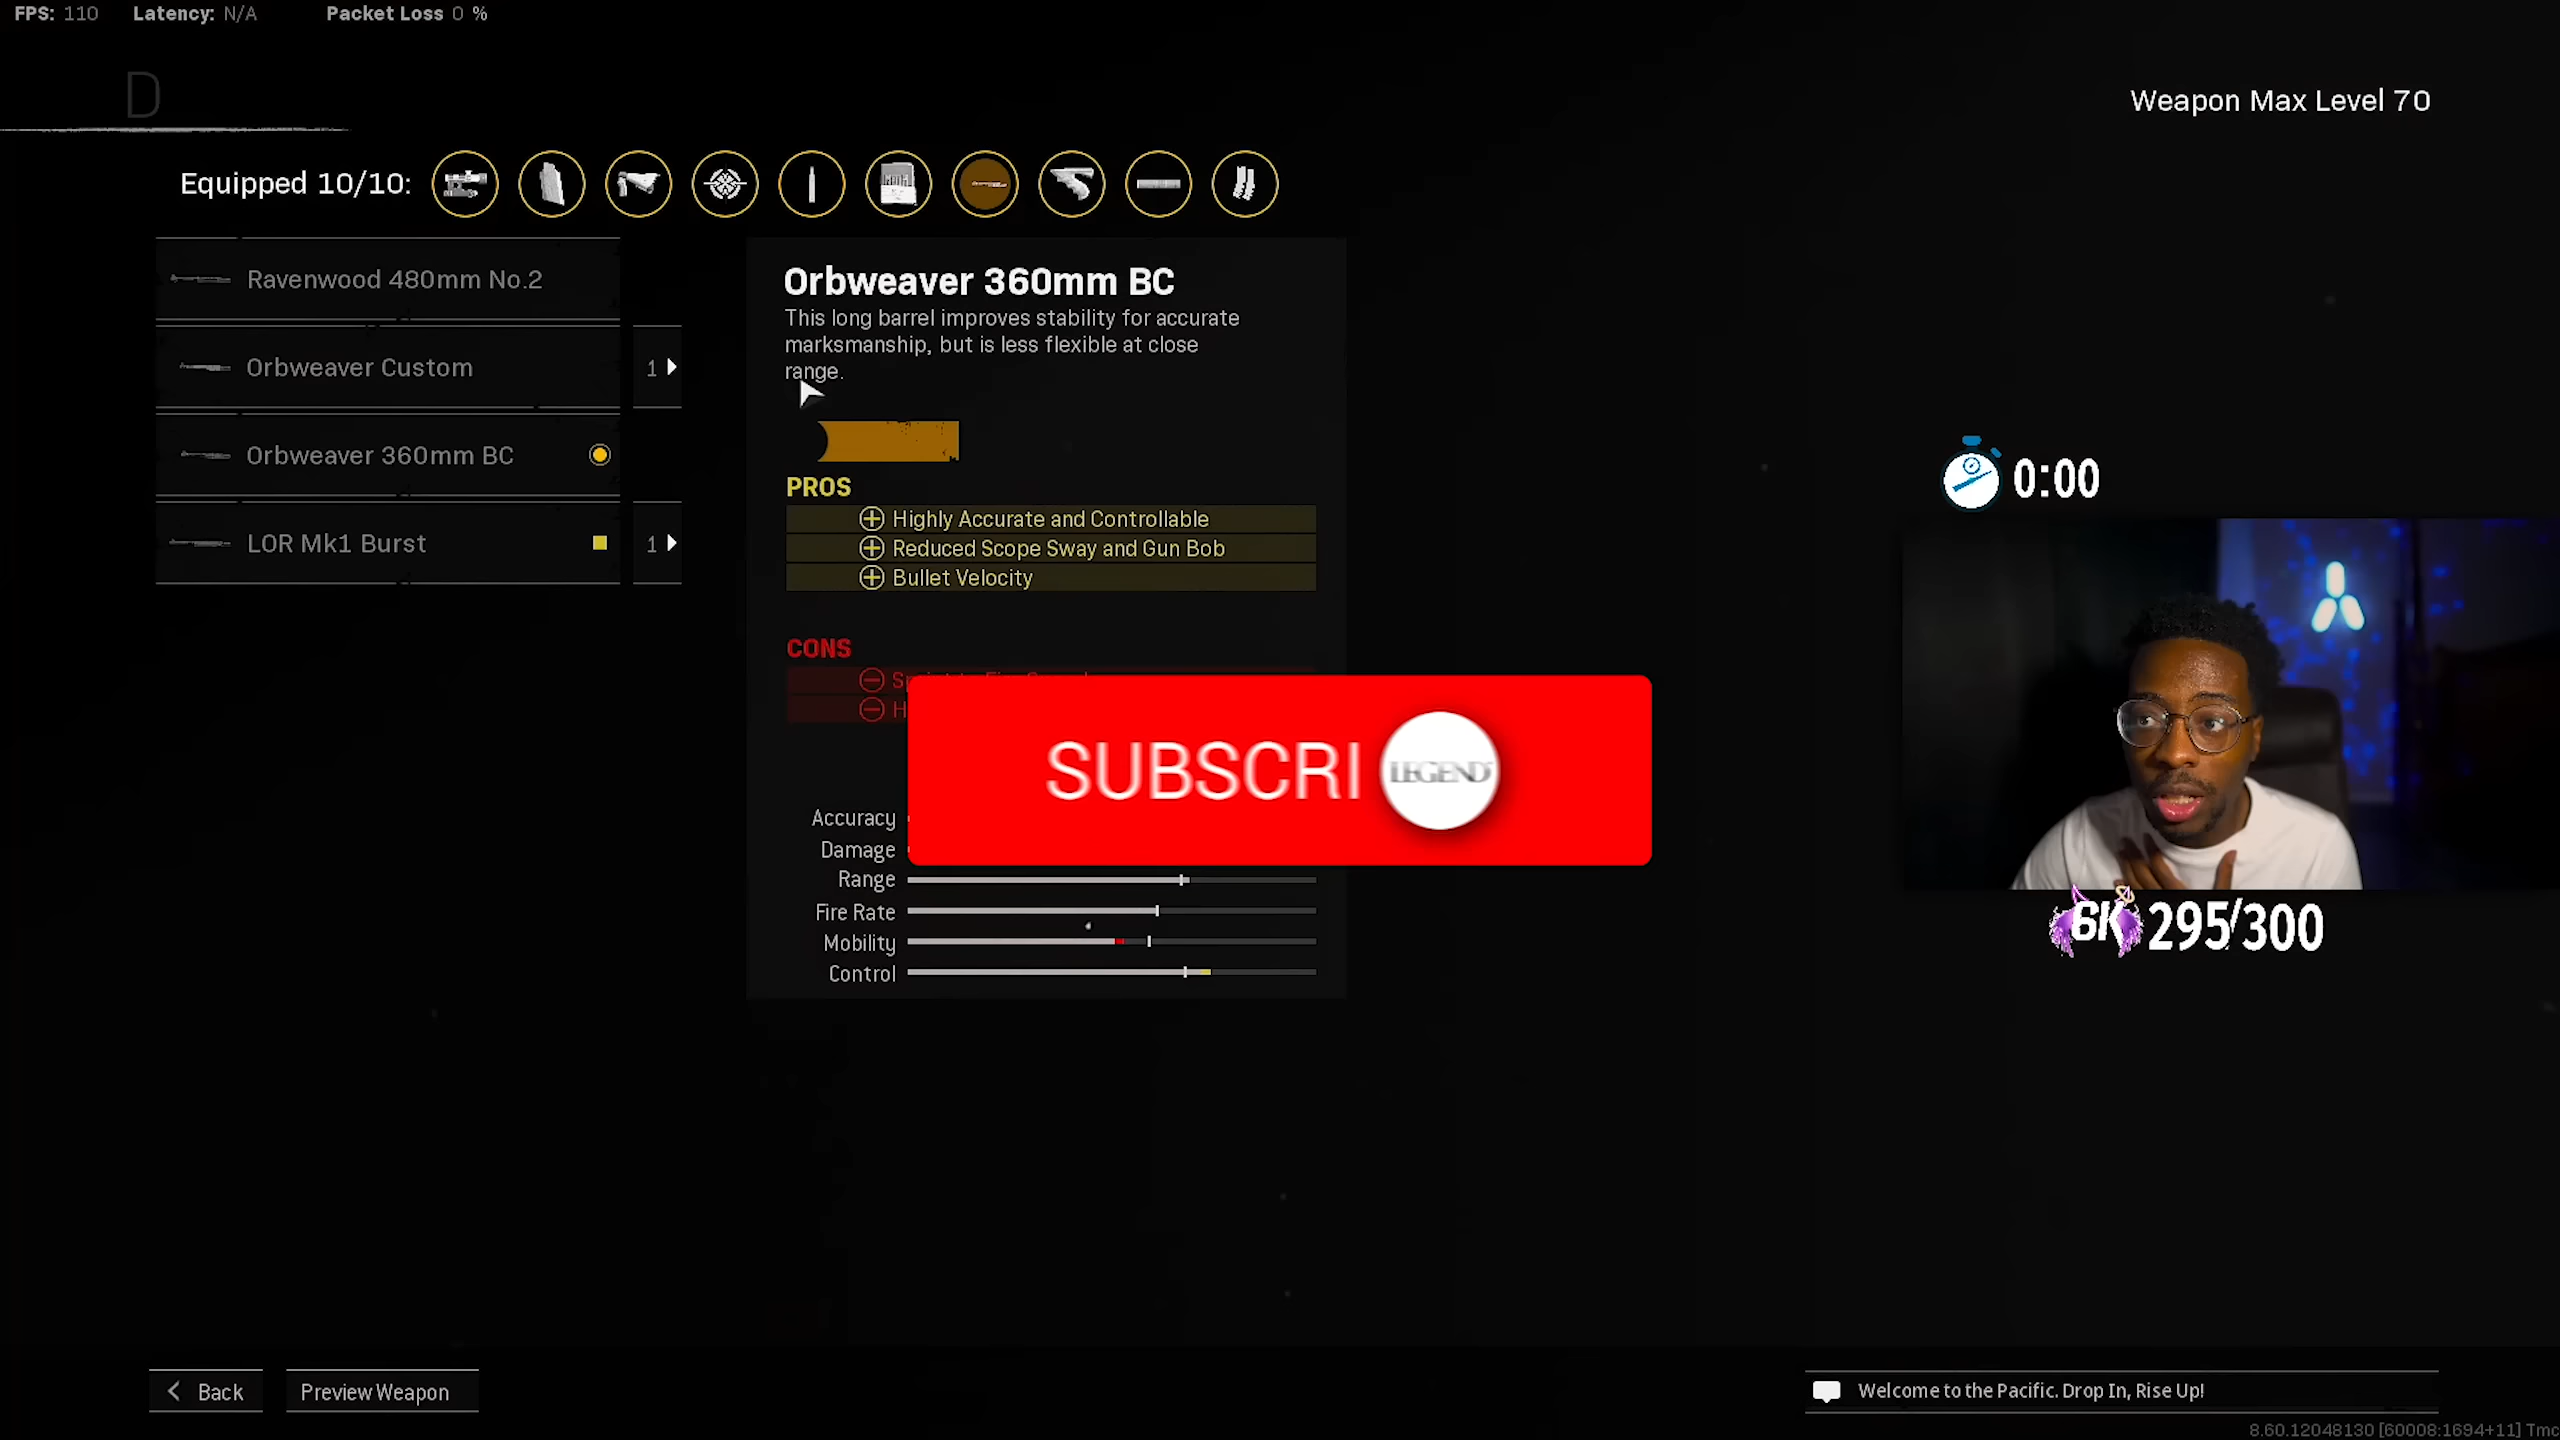 FPS: 110 Latency: N/A Packet Loss 0 %
D
Weapon Max Level 70
Equipped 10/10:
Ravenwood 480mm No.2
Orbweaver Custom 1
Orbweaver 360mm BC
LOR Mk1 Burst 1
Orbweaver 360mm BC
This long barrel improves stability for accurate
marksmanship, but is less flexible at close
range.
PROS
Highly Accurate and Controllable
Reduced Scope Sway and Gun Bob
Bullet Velocity
CONS
SUBSCRI
LEGEND
Accuracy
Damage
Range
Fire Rate
Mobility
Control
0:00
6K 295/300
Back
Preview Weapon
Welcome to the Pacific. Drop In, Rise Up!
8.60.12048130 [60008:1694+11] Tmc